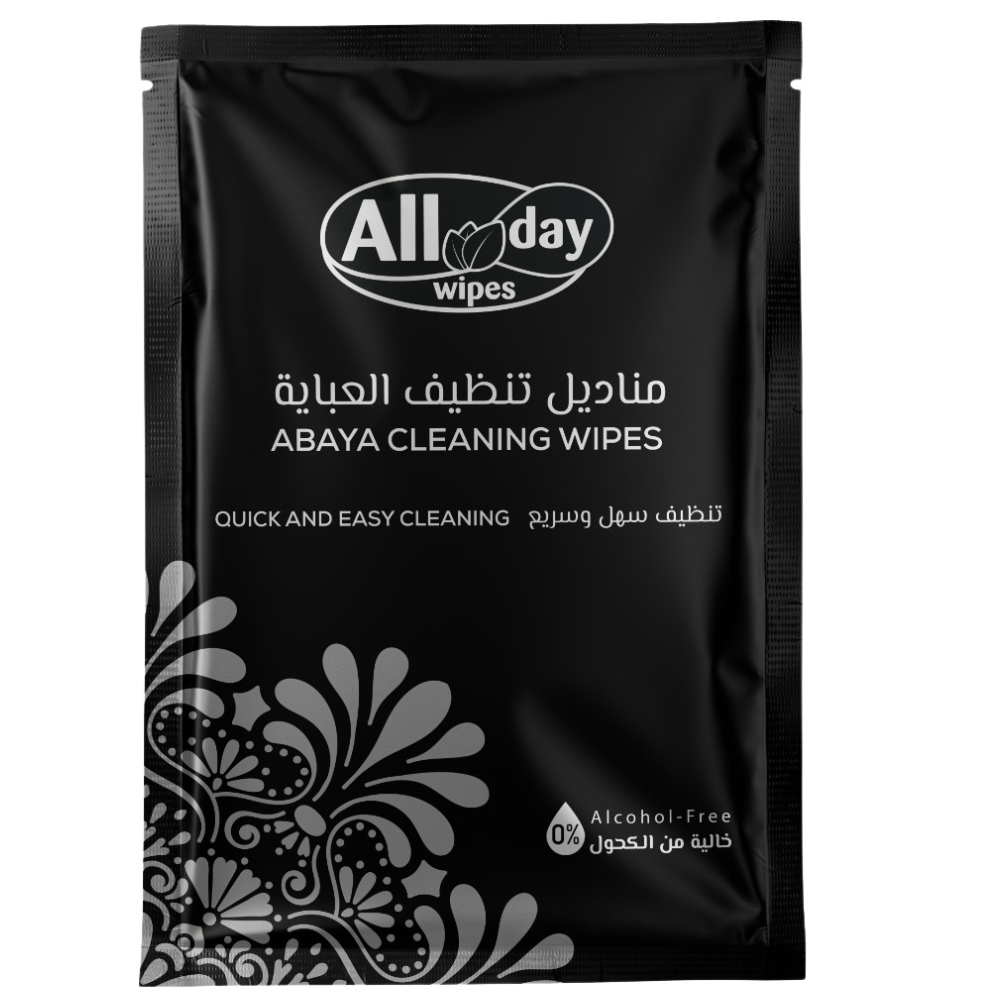 All day
wipes
مناديل تنظيف العباية
ABAYA CLEANING WIPES
QUICK AND EASY CLEANING تنظيف سهل وسريع
0% Alcohol-Free
خالية من الكحول